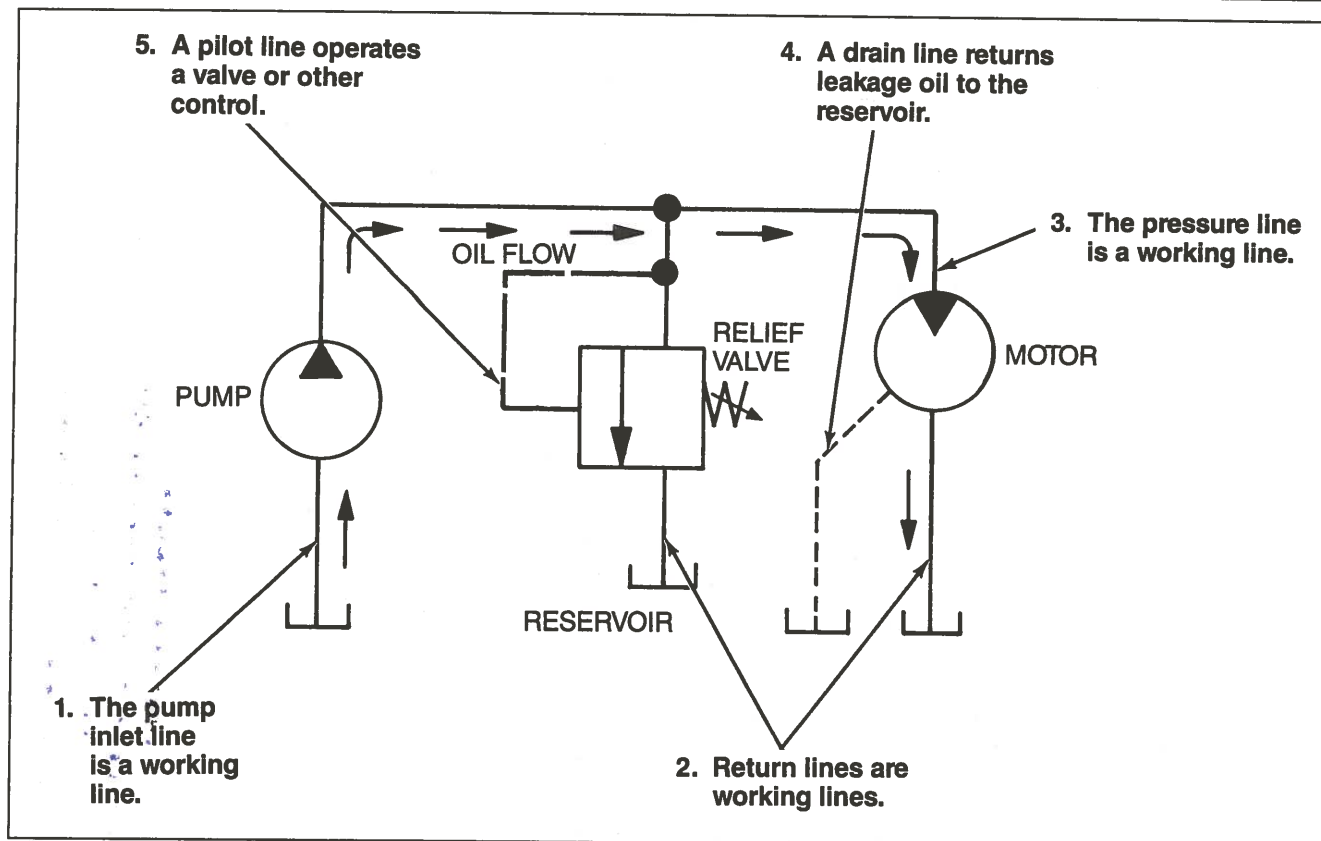 5. A pilot line operates
a valve or other
control.
4. A drain line returns
leakage oil to the
reservoir.
3. The pressure line
is a working line.
OIL FLOW
RELIEF
VALVE
MOTOR
PUMP
RESERVOIR
1. The pump
inlet line
is a working
line.
2. Return lines are
working lines.